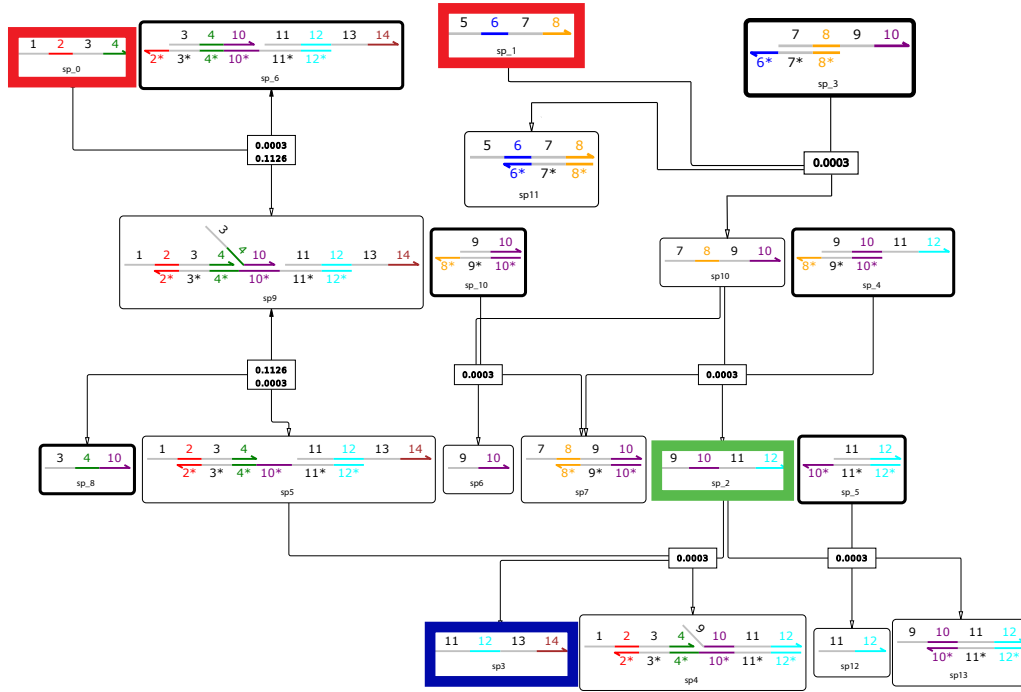 1 2 3 4
sp_0
3 4 10 11 12 13 14
2* 3* 4* 10* 11* 12*
sp_6
5 6 7 8
sp_1
7 8 9 10
6* 7* 8*
sp_3
0.0003
0.1126
5 6 7 8
6* 7* 8*
sp11
0.0003
3
4
1 2 3 4 10 11 12 13 14
2* 3* 4* 10* 11* 12*
sp9
9 10
8* 9* 10*
sp_10
7 8 9 10
sp10
9 10 11 12
8* 9* 10*
sp_4
0.1126
0.0003
0.0003
0.0003
3 4 10
sp_8
1 2 3 4 11 12 13 14
2* 3* 4* 10* 11* 12*
sp5
9 10
sp6
7 8 9 10
8* 9* 10*
sp7
9 10 11 12
sp_2
11 12
10* 11* 12*
sp_5
0.0003
0.0003
11 12 13 14
sp3
9
1 2 3 4 10 11 12
2* 3* 4* 10* 11* 12*
sp4
11 12
sp12
9 10 11 12
10* 11* 12*
sp13